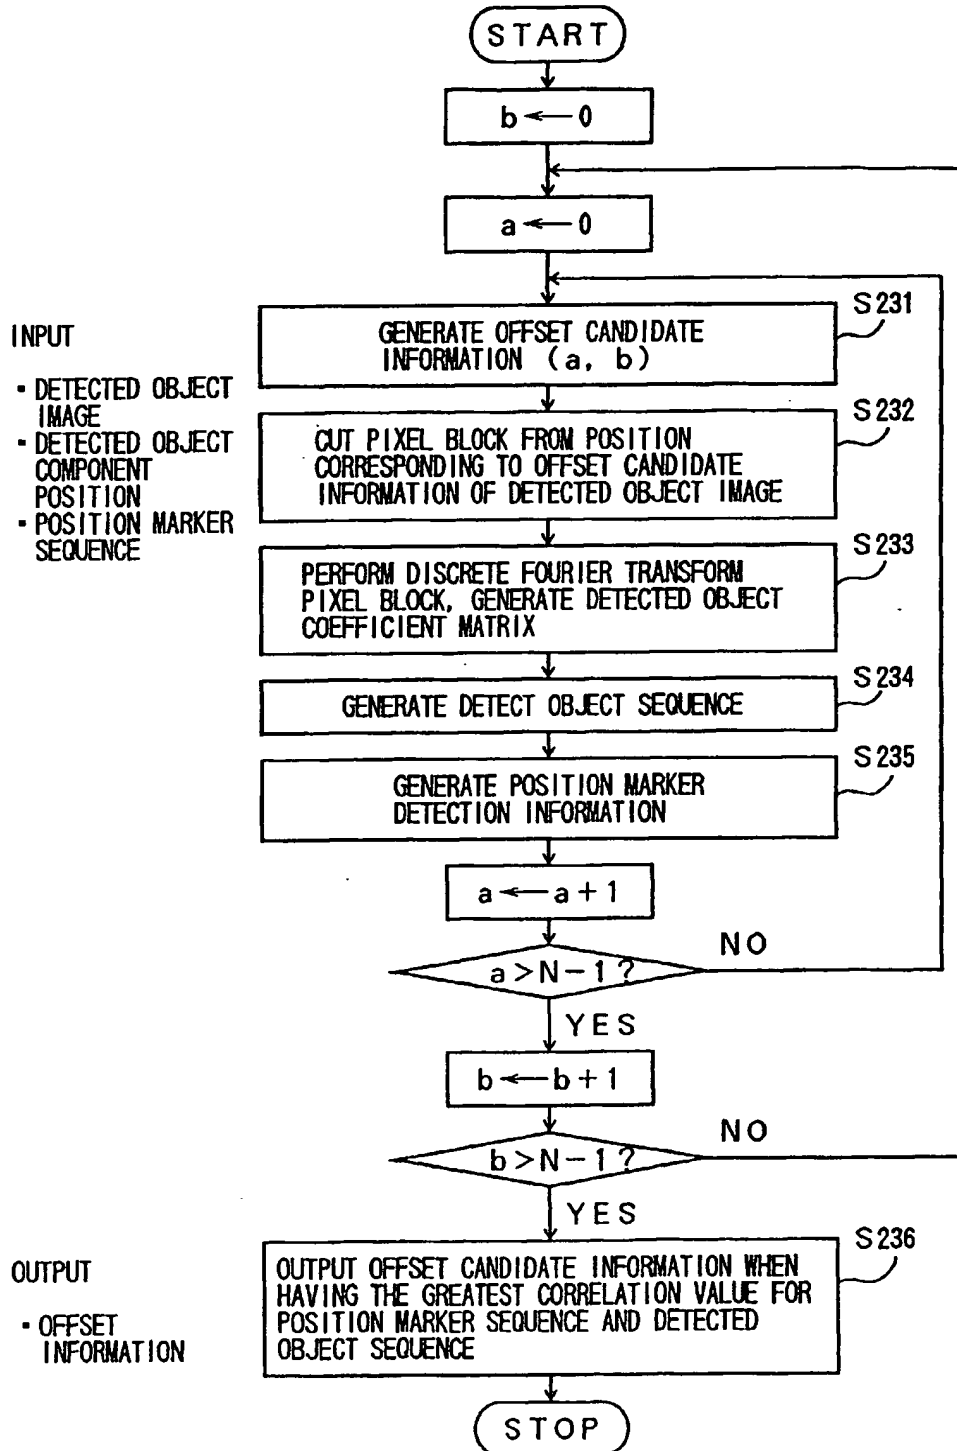 START
b ← 0
a ← 0
S231
GENERATE OFFSET CANDIDATE
INFORMATION (a, b)
INPUT
▪ DETECTED OBJECT
IMAGE
▪ DETECTED OBJECT
COMPONENT
POSITION
▪ POSITION MARKER
SEQUENCE
S232
CUT PIXEL BLOCK FROM POSITION
CORRESPONDING TO OFFSET CANDIDATE
INFORMATION OF DETECTED OBJECT IMAGE
S233
PERFORM DISCRETE FOURIER TRANSFORM
PIXEL BLOCK, GENERATE DETECTED OBJECT
COEFFICIENT MATRIX
S234
GENERATE DETECT OBJECT SEQUENCE
S235
GENERATE POSITION MARKER
DETECTION INFORMATION
a ← a + 1
a > N − 1 ?
NO
YES
b ← b + 1
b > N − 1 ?
NO
YES
S236
OUTPUT OFFSET CANDIDATE INFORMATION WHEN
HAVING THE GREATEST CORRELATION VALUE FOR
POSITION MARKER SEQUENCE AND DETECTED
OBJECT SEQUENCE
OUTPUT
▪ OFFSET
INFORMATION
STOP